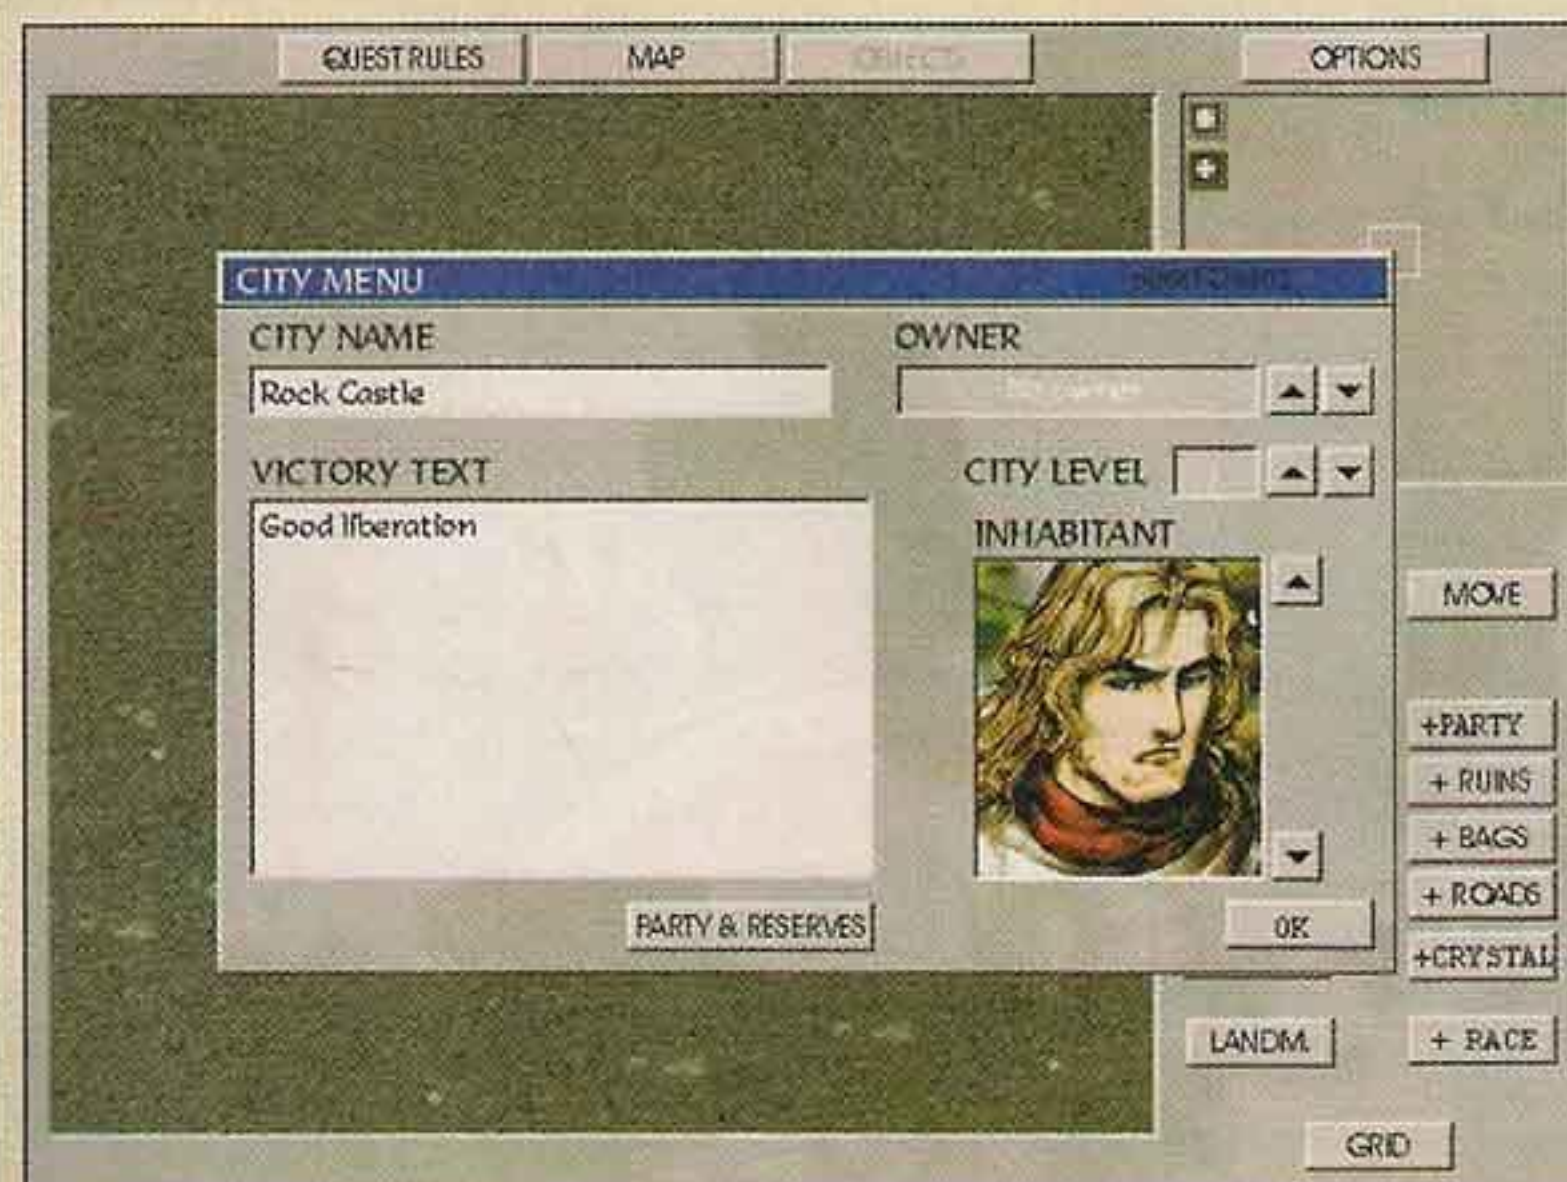 QUEST RULES
MAP
OPTIONS
CITY MENU
CITY NAME
OWNER
Rock Castle
VICTORY TEXT
CITY LEVEL
Good liberation
INHABITANT
MOVE
+PARTY
+ RUINS
+ BAGS
+ ROADS
PARTY & RESERVES
OK
+CRYSTAL
LANDM.
+ RACE
GRID